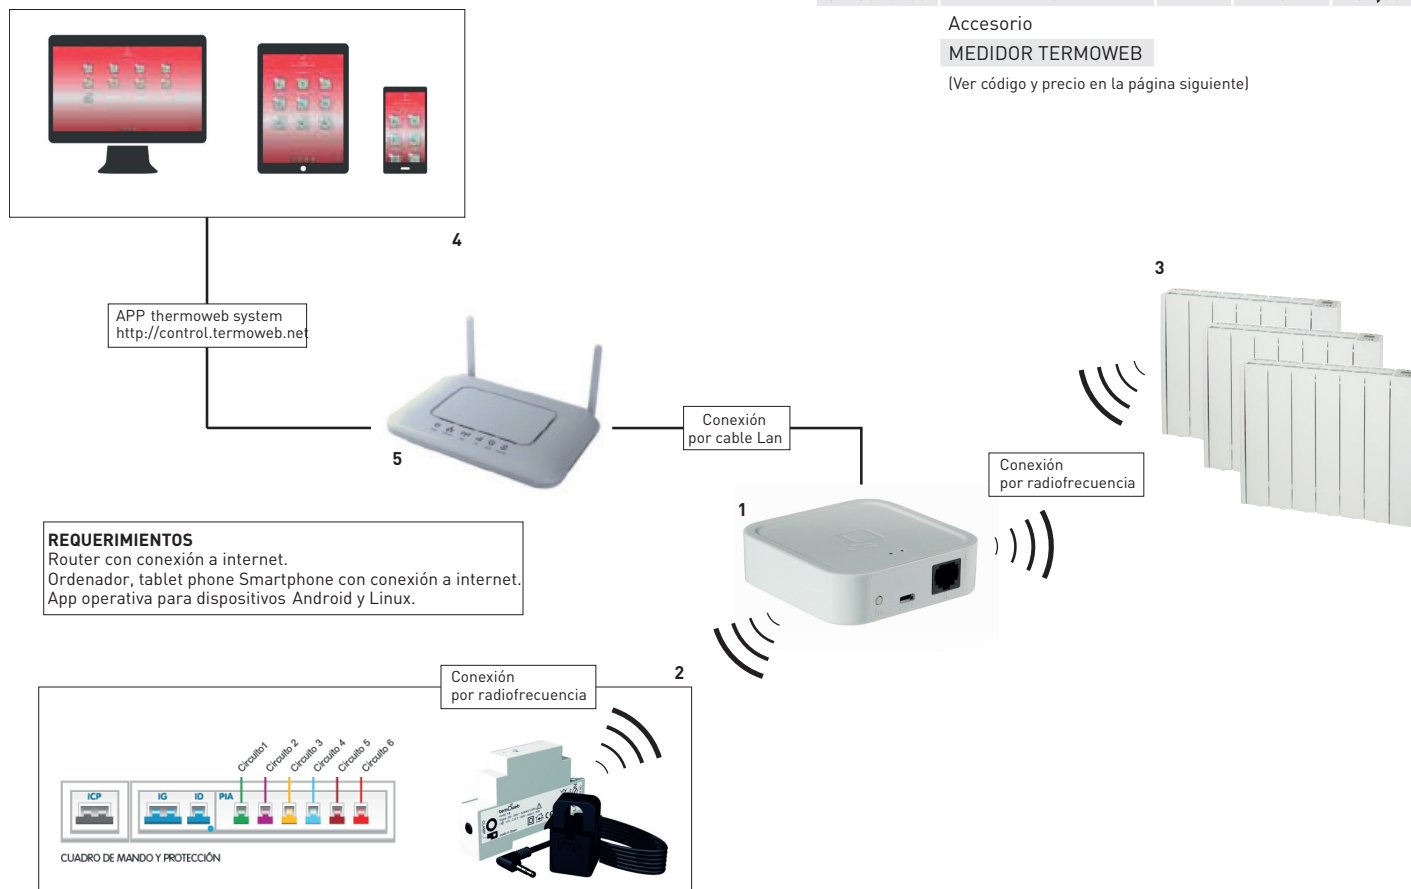 Accesorio
MEDIDOR TERMOWEB
(Ver código y precio en la página siguiente)
4
3
APP thermoweb system
http://control.termoweb.net
Conexión
por cable Lan
5
Conexión
por radiofrecuencia
1
REQUERIMIENTOS
Router con conexión a internet.
Ordenador, tablet phone Smartphone con conexión a internet.
App operativa para dispositivos Android y Linux.
2
Conexión
por radiofrecuencia
Circuito1
Circuito 2
Circuito 3
Circuito 4
Circuito 5
Circuito 6
ICP
IG
ID
PIA
CUADRO DE MANDO Y PROTECCIÓN